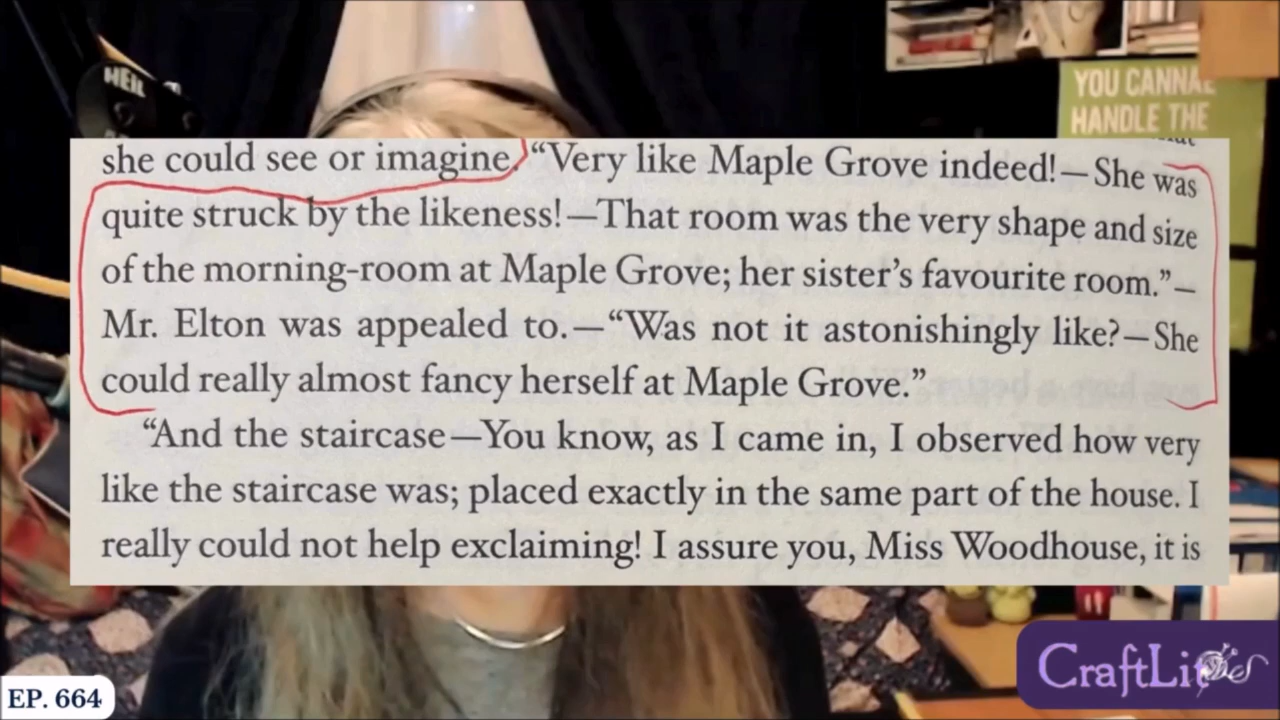 NEIL
YOU CANNAE
HANDLE THE
she could see or imagine. “Very like Maple Grove indeed!—She was
quite struck by the likeness!—That room was the very shape and size
of the morning-room at Maple Grove; her sister’s favourite room.”—
Mr. Elton was appealed to.—“Was not it astonishingly like?—She
could really almost fancy herself at Maple Grove.”
“And the staircase—You know, as I came in, I observed how very
like the staircase was; placed exactly in the same part of the house. I
really could not help exclaiming! I assure you, Miss Woodhouse, it is
EP. 664
CraftLit